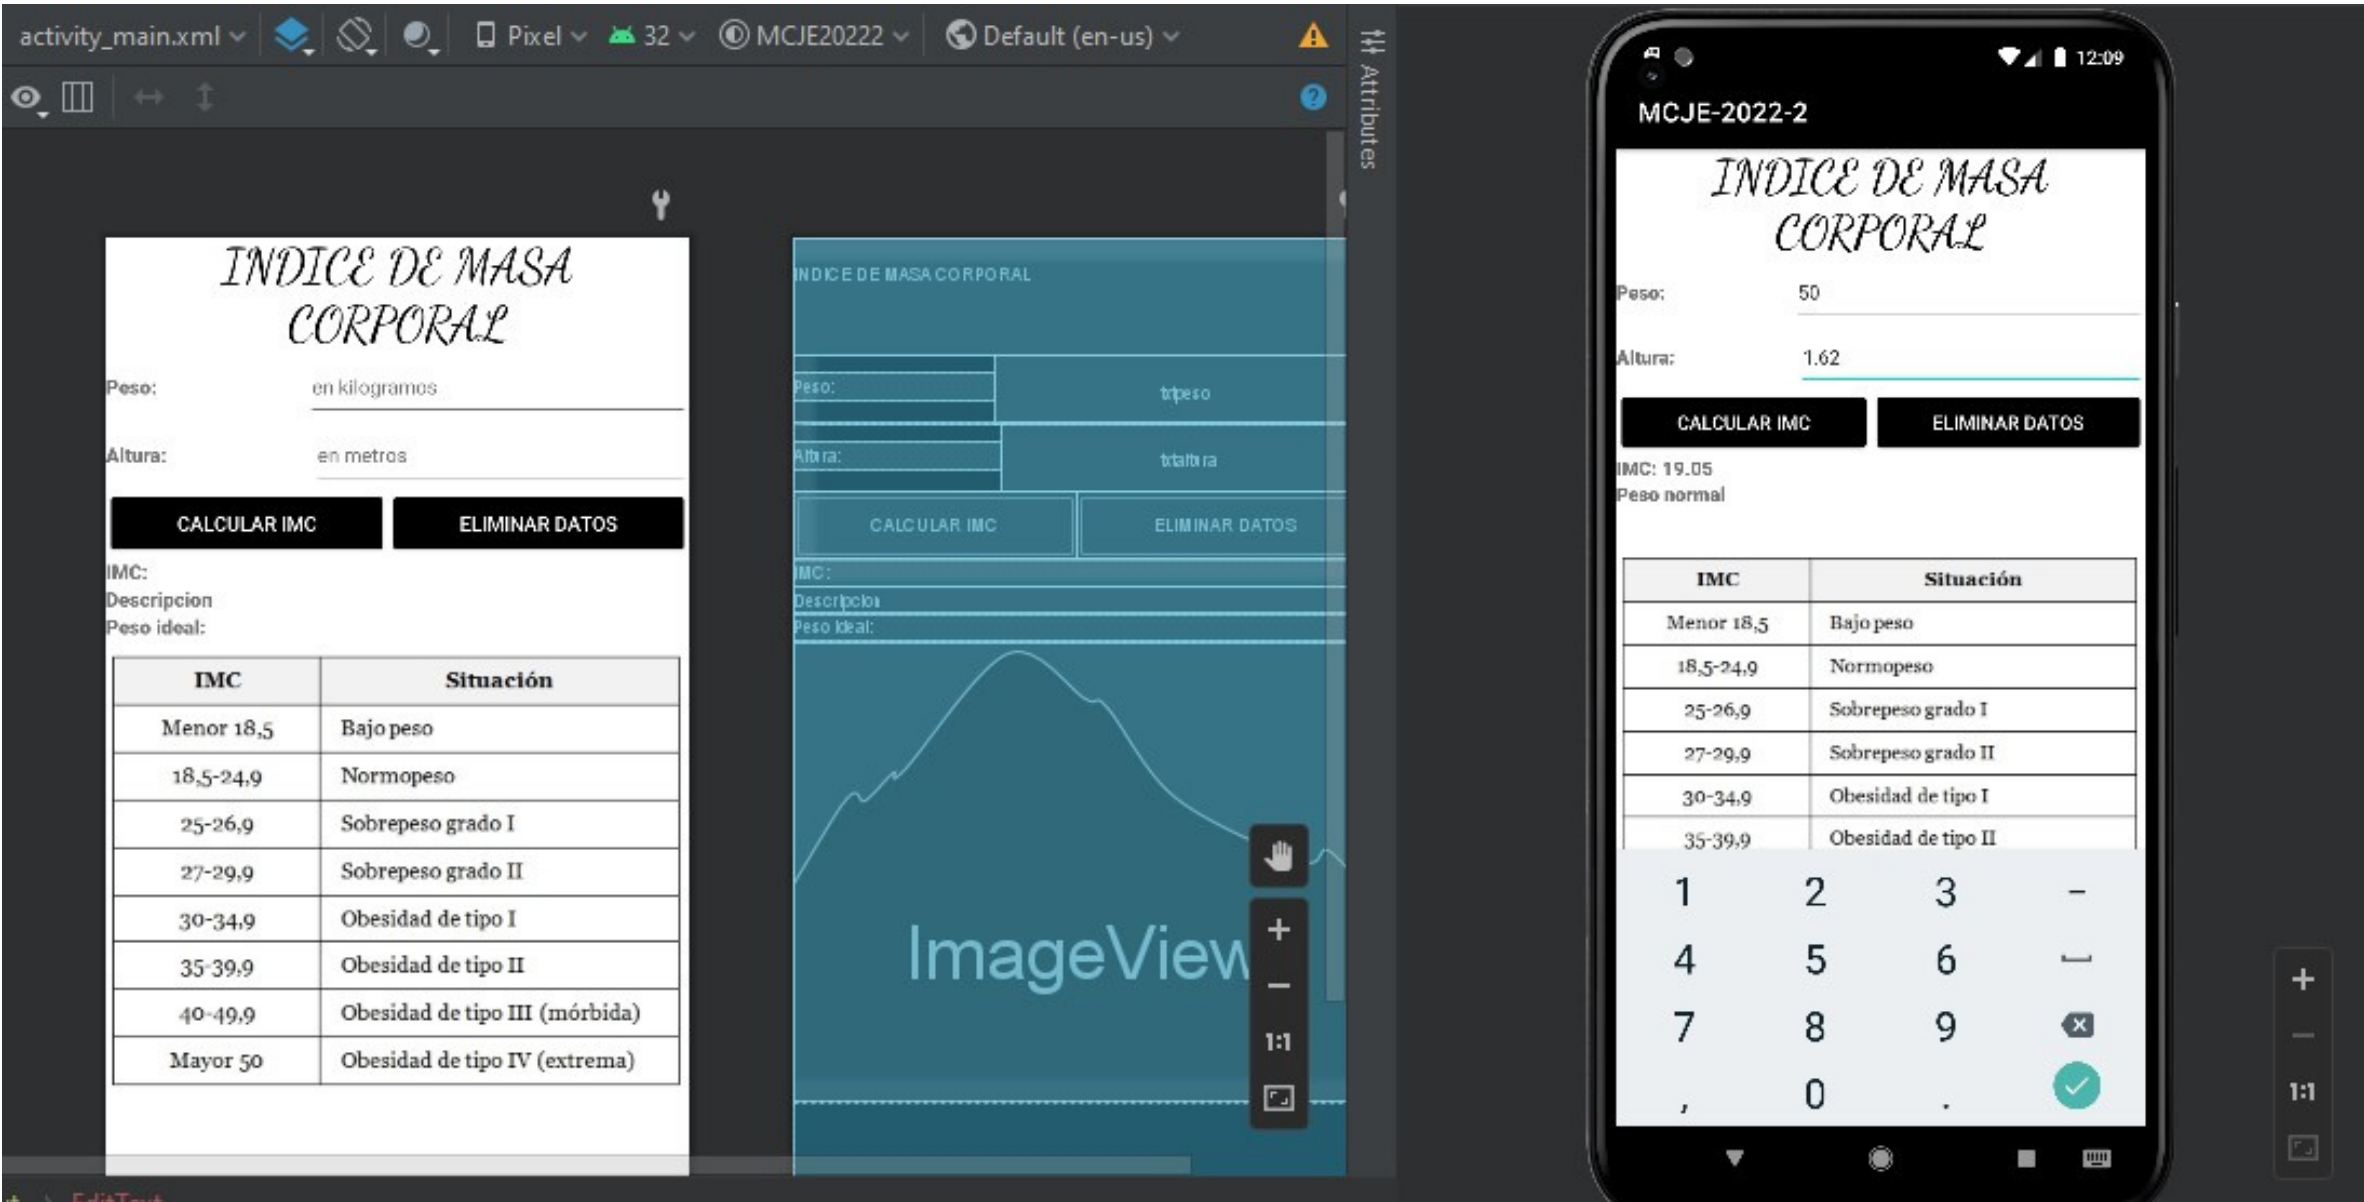 activity_main.xml Pixel 32 MCJE20222 Default (en-us)
Attributes
INDICE DE MASA
CORPORAL
Peso: en kilogramos
Altura: en metros
CALCULAR IMC ELIMINAR DATOS
IMC:
Descripcion
Peso ideal:
IMC Situación
Menor 18,5 Bajo peso
18,5-24,9 Normopeso
25-26,9 Sobrepeso grado I
27-29,9 Sobrepeso grado II
30-34,9 Obesidad de tipo I
35-39,9 Obesidad de tipo II
40-49,9 Obesidad de tipo III (mórbida)
Mayor 50 Obesidad de tipo IV (extrema)
INDICE DE MASA CORPORAL
Peso: txtpeso
Altura: txtaltura
CALCULAR IMC ELIMINAR DATOS
IMC:
Descripcion
Peso ideal:
ImageView
1:1
EditText
12:09
MCJE-2022-2
INDICE DE MASA
CORPORAL
Peso: 50
Altura: 1.62
CALCULAR IMC ELIMINAR DATOS
IMC: 19.05
Peso normal
IMC Situación
Menor 18,5 Bajo peso
18,5-24,9 Normopeso
25-26,9 Sobrepeso grado I
27-29,9 Sobrepeso grado II
30-34,9 Obesidad de tipo I
35-39,9 Obesidad de tipo II
1 2 3 -
4 5 6
7 8 9
, 0 .
1:1